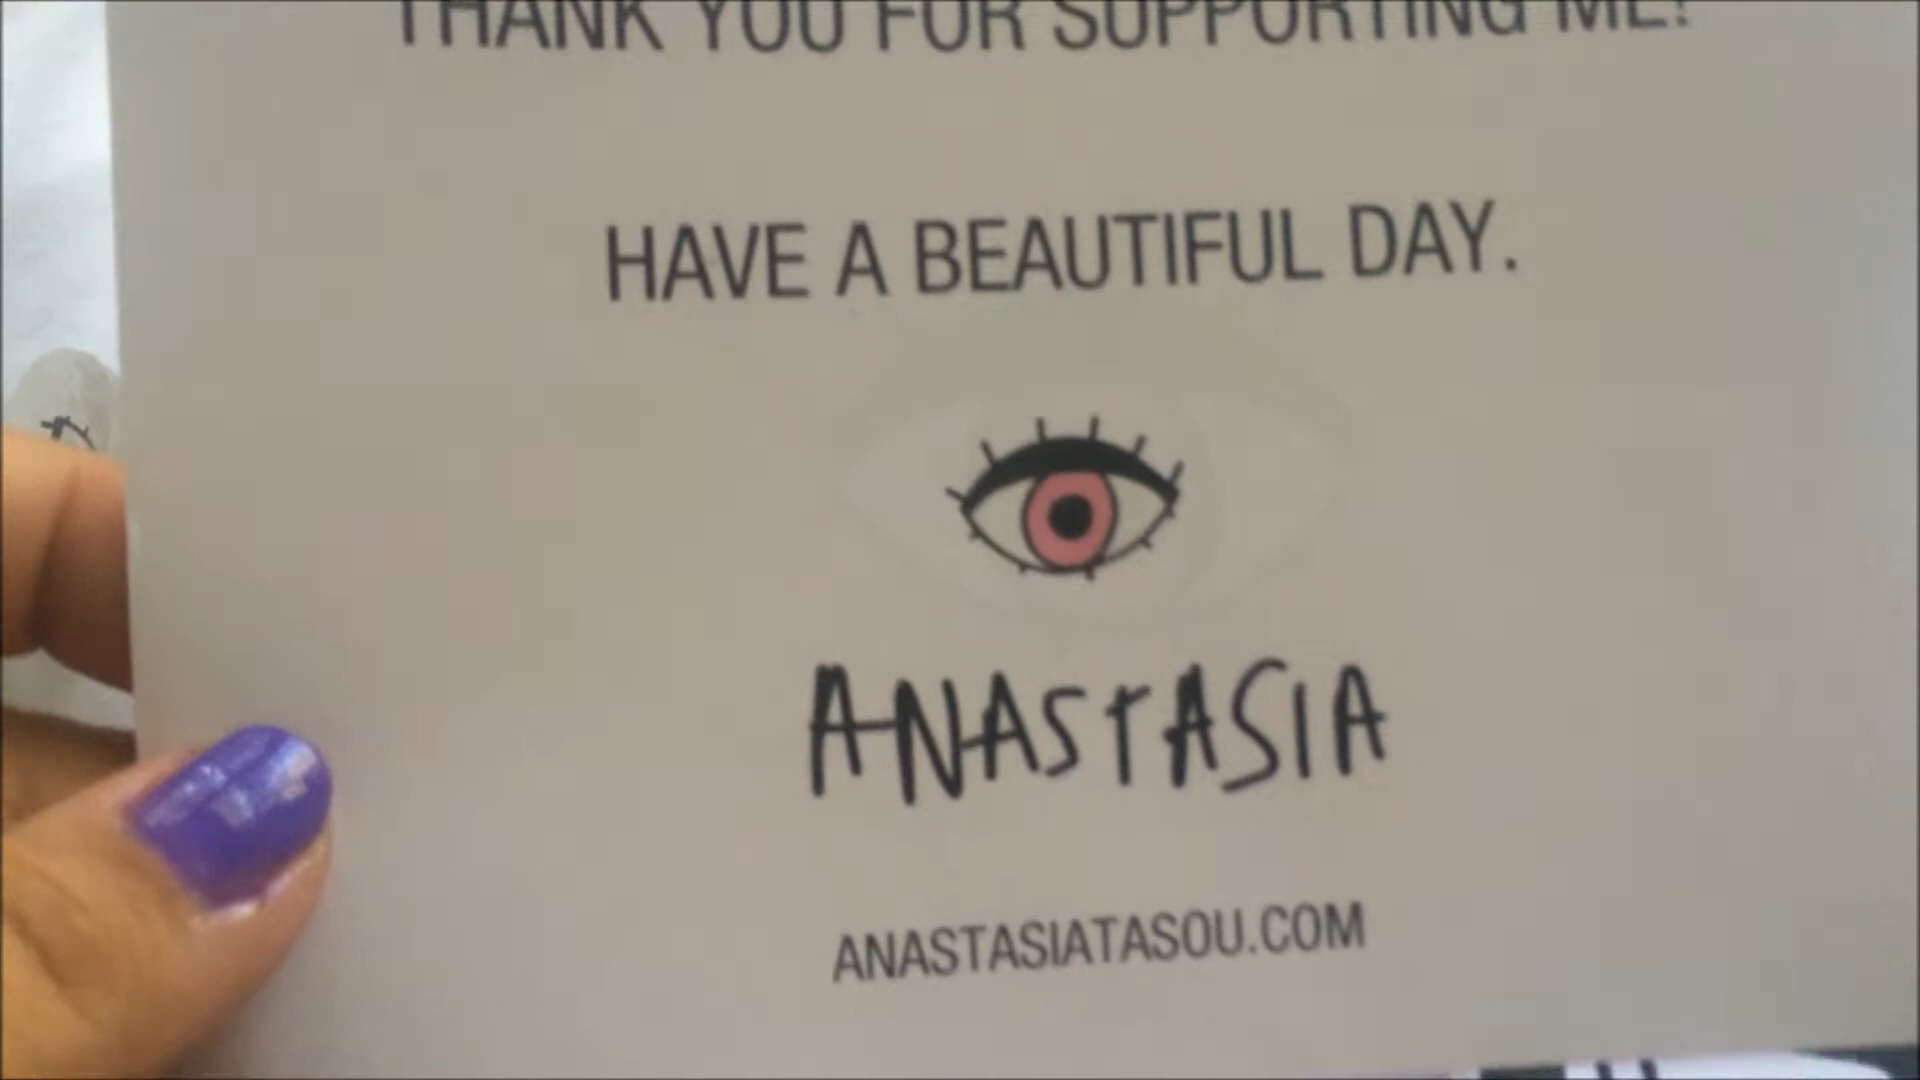 THANK YOU FOR SUPPORTING ME!
HAVE A BEAUTIFUL DAY.
ANASTASIA
ANASTASIATASOU.COM